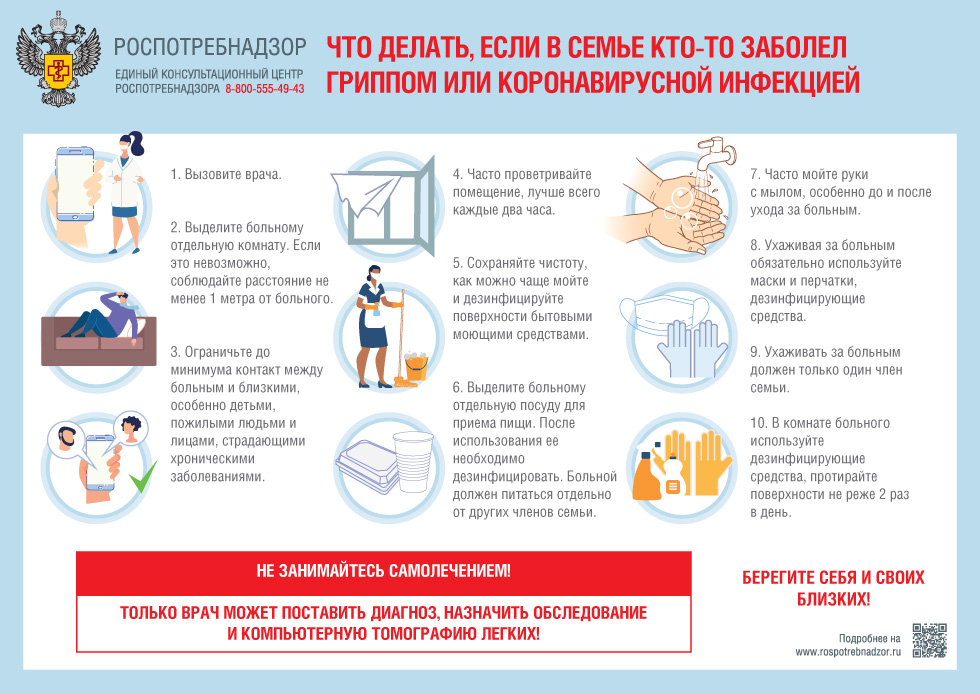 РОСПОТРЕБНАДЗОР
ЕДИНЫЙ КОНСУЛЬТАЦИОННЫЙ ЦЕНТР
РОСПОТРЕБНАДЗОРА 8-800-555-49-43
ЧТО ДЕЛАТЬ, ЕСЛИ В СЕМЬЕ КТО-ТО ЗАБОЛЕЛ
ГРИППОМ ИЛИ КОРОНАВИРУСНОЙ ИНФЕКЦИЕЙ
1. Вызовите врача.
2. Выделите больному
отдельную комнату. Если
это невозможно,
соблюдайте расстояние не
менее 1 метра от больного.
3. Ограничьте до
минимума контакт между
больным и близкими,
особенно детьми,
пожилыми людьми и
лицами, страдающими
хроническими
заболеваниями.
4. Часто проветривайте
помещение, лучше всего
каждые два часа.
5. Сохраняйте чистоту,
как можно чаще мойте
и дезинфицируйте
поверхности бытовыми
моющими средствами.
6. Выделите больному
отдельную посуду для
приема пищи. После
использования ее
необходимо
дезинфицировать. Больной
должен питаться отдельно
от других членов семьи.
7. Часто мойте руки
с мылом, особенно до и после
ухода за больным.
8. Ухаживая за больным
обязательно используйте
маски и перчатки,
дезинфицирующие
средства.
9. Ухаживать за больным
должен только один член
семьи.
10. В комнате больного
используйте
дезинфицирующие
средства, протирайте
поверхности не реже 2 раз
в день.
НЕ ЗАНИМАЙТЕСЬ САМОЛЕЧЕНИЕМ!
ТОЛЬКО ВРАЧ МОЖЕТ ПОСТАВИТЬ ДИАГНОЗ, НАЗНАЧИТЬ ОБСЛЕДОВАНИЕ
И КОМПЬЮТЕРНУЮ ТОМОГРАФИЮ ЛЕГКИХ!
БЕРЕГИТЕ СЕБЯ И СВОИХ
БЛИЗКИХ!
Подробнее на
www.rospotrebnadzor.ru